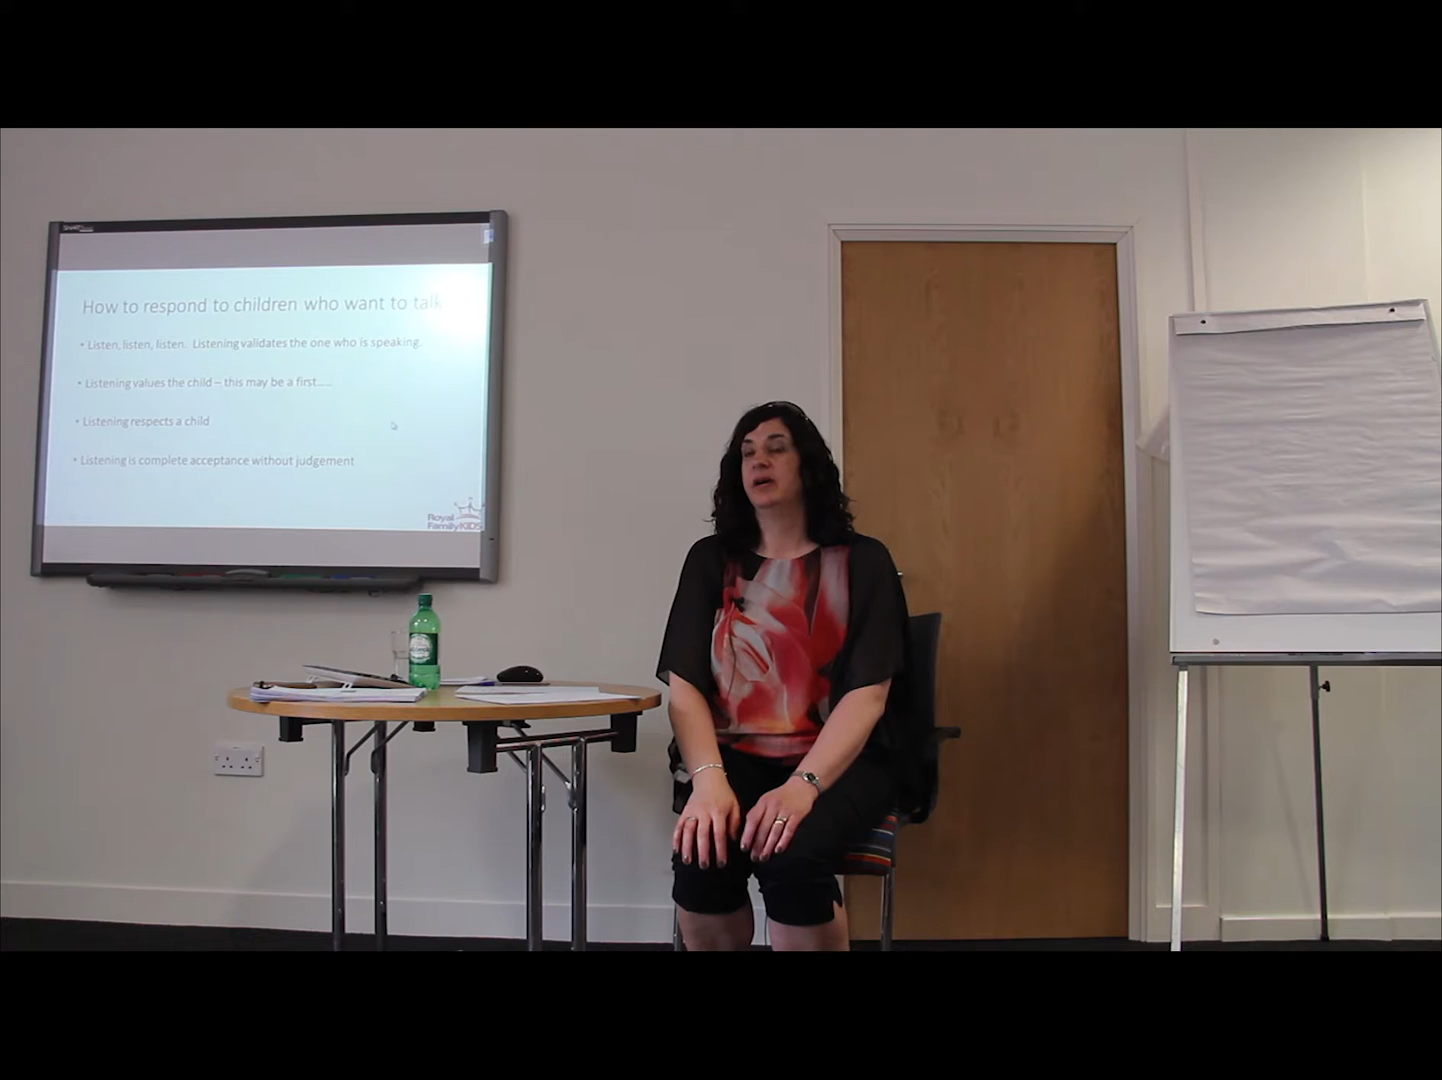 SMART
How to respond to children who want to talk
• Listen, listen, listen. Listening validates the one who is speaking.
• Listening values the child – this may be a first.....
• Listening respects a child
• Listening is complete acceptance without judgement
Royal
Family KIDS